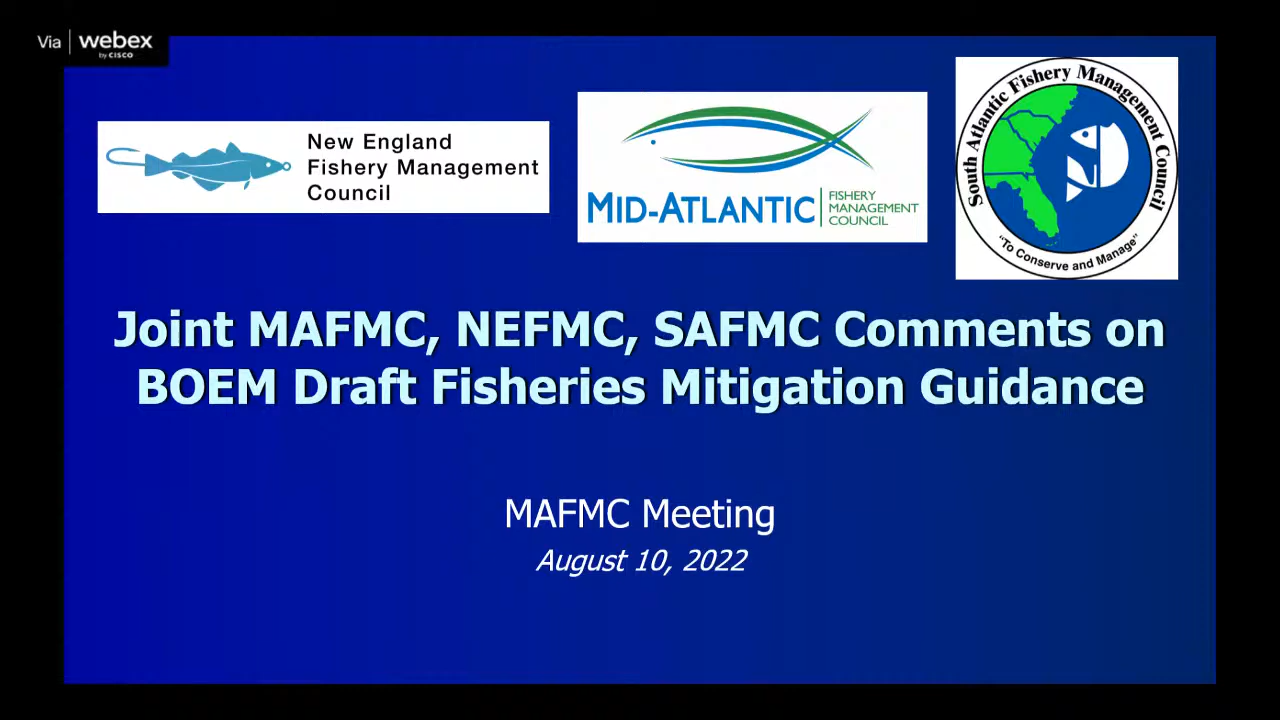 Via webex
by CISCO
New England
Fishery Management
Council
MID-ATLANTIC
FISHERY
MANAGEMENT
COUNCIL
South Atlantic Fishery Management Council
"To Conserve and Manage"
Joint MAFMC, NEFMC, SAFMC Comments on
BOEM Draft Fisheries Mitigation Guidance
MAFMC Meeting
August 10, 2022